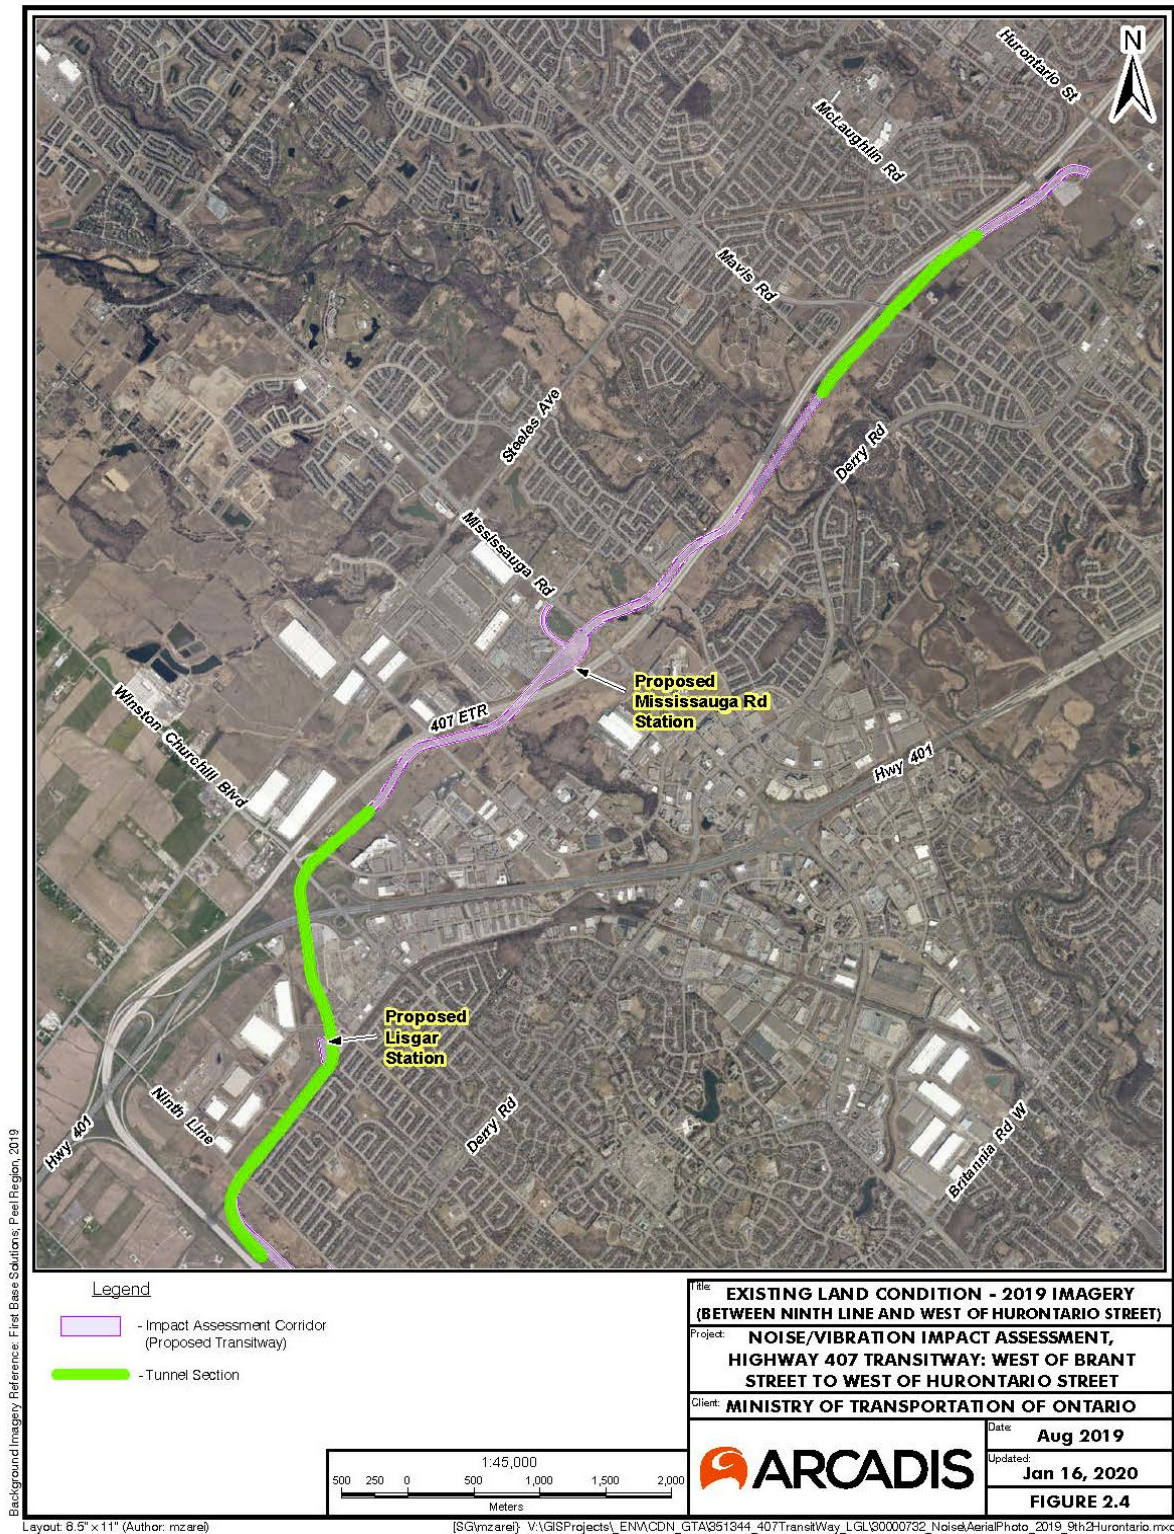 N
Hurontario St
McLaughlin Rd
Mavis Rd
Steeles Ave
Derry Rd
Mississauga Rd
Proposed
Mississauga Rd
Station
407 ETR
Winston Churchill Blvd
Hwy 401
Proposed
Lisgar
Station
Ninth Line
Hwy 401
Derry Rd
Britannia Rd W
Background Imagery Reference: First Base Solutions; Peel Region, 2019
Legend
- Impact Assessment Corridor
(Proposed Transitway)
- Tunnel Section
1:45,000
500 250 0 500 1,000 1,500 2,000
Meters
Title:
EXISTING LAND CONDITION - 2019 IMAGERY
(BETWEEN NINTH LINE AND WEST OF HURONTARIO STREET)
Project:
NOISE/VIBRATION IMPACT ASSESSMENT,
HIGHWAY 407 TRANSITWAY: WEST OF BRANT
STREET TO WEST OF HURONTARIO STREET
Client: MINISTRY OF TRANSPORTATION OF ONTARIO
ARCADIS
Date:
Aug 2019
Updated:
Jan 16, 2020
FIGURE 2.4
Layout: 8.5" x 11" (Author: mzarei)
[SG\mzarei} V:\GISProjects\_ENV\CDN_GTA\351344_407TransitWay_LGL\30000732_Noise\AerialPhoto_2019_9th2Hurontario.mxd